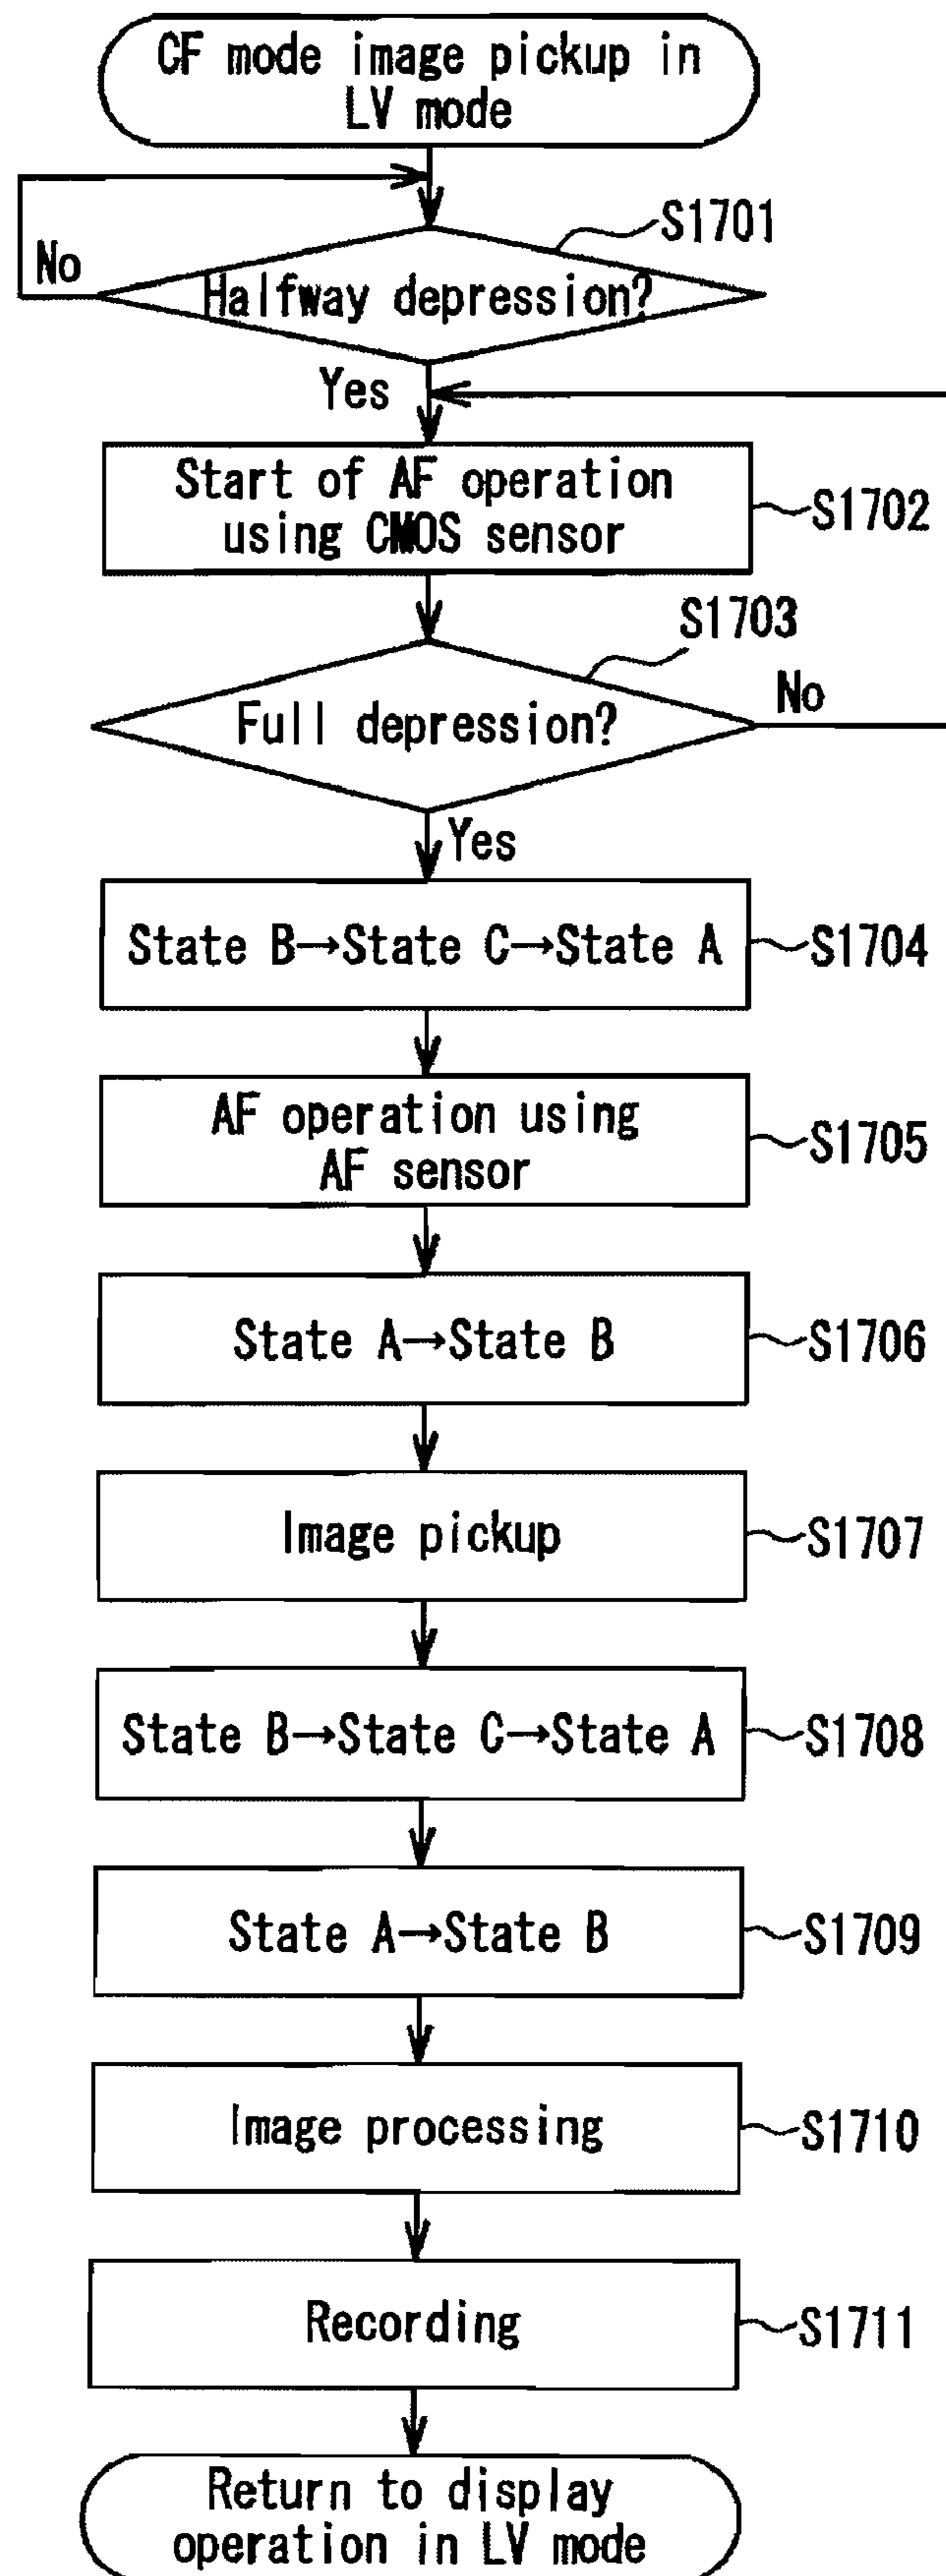 CF mode image pickup in
LV mode
S1701
No
Halfway depression?
Yes
Start of AF operation
using CMOS sensor
S1702
S1703
No
Full depression?
Yes
State B→State C→State A
S1704
AF operation using
AF sensor
S1705
State A→State B
S1706
Image pickup
S1707
State B→State C→State A
S1708
State A→State B
S1709
Image processing
S1710
Recording
S1711
Return to display
operation in LV mode